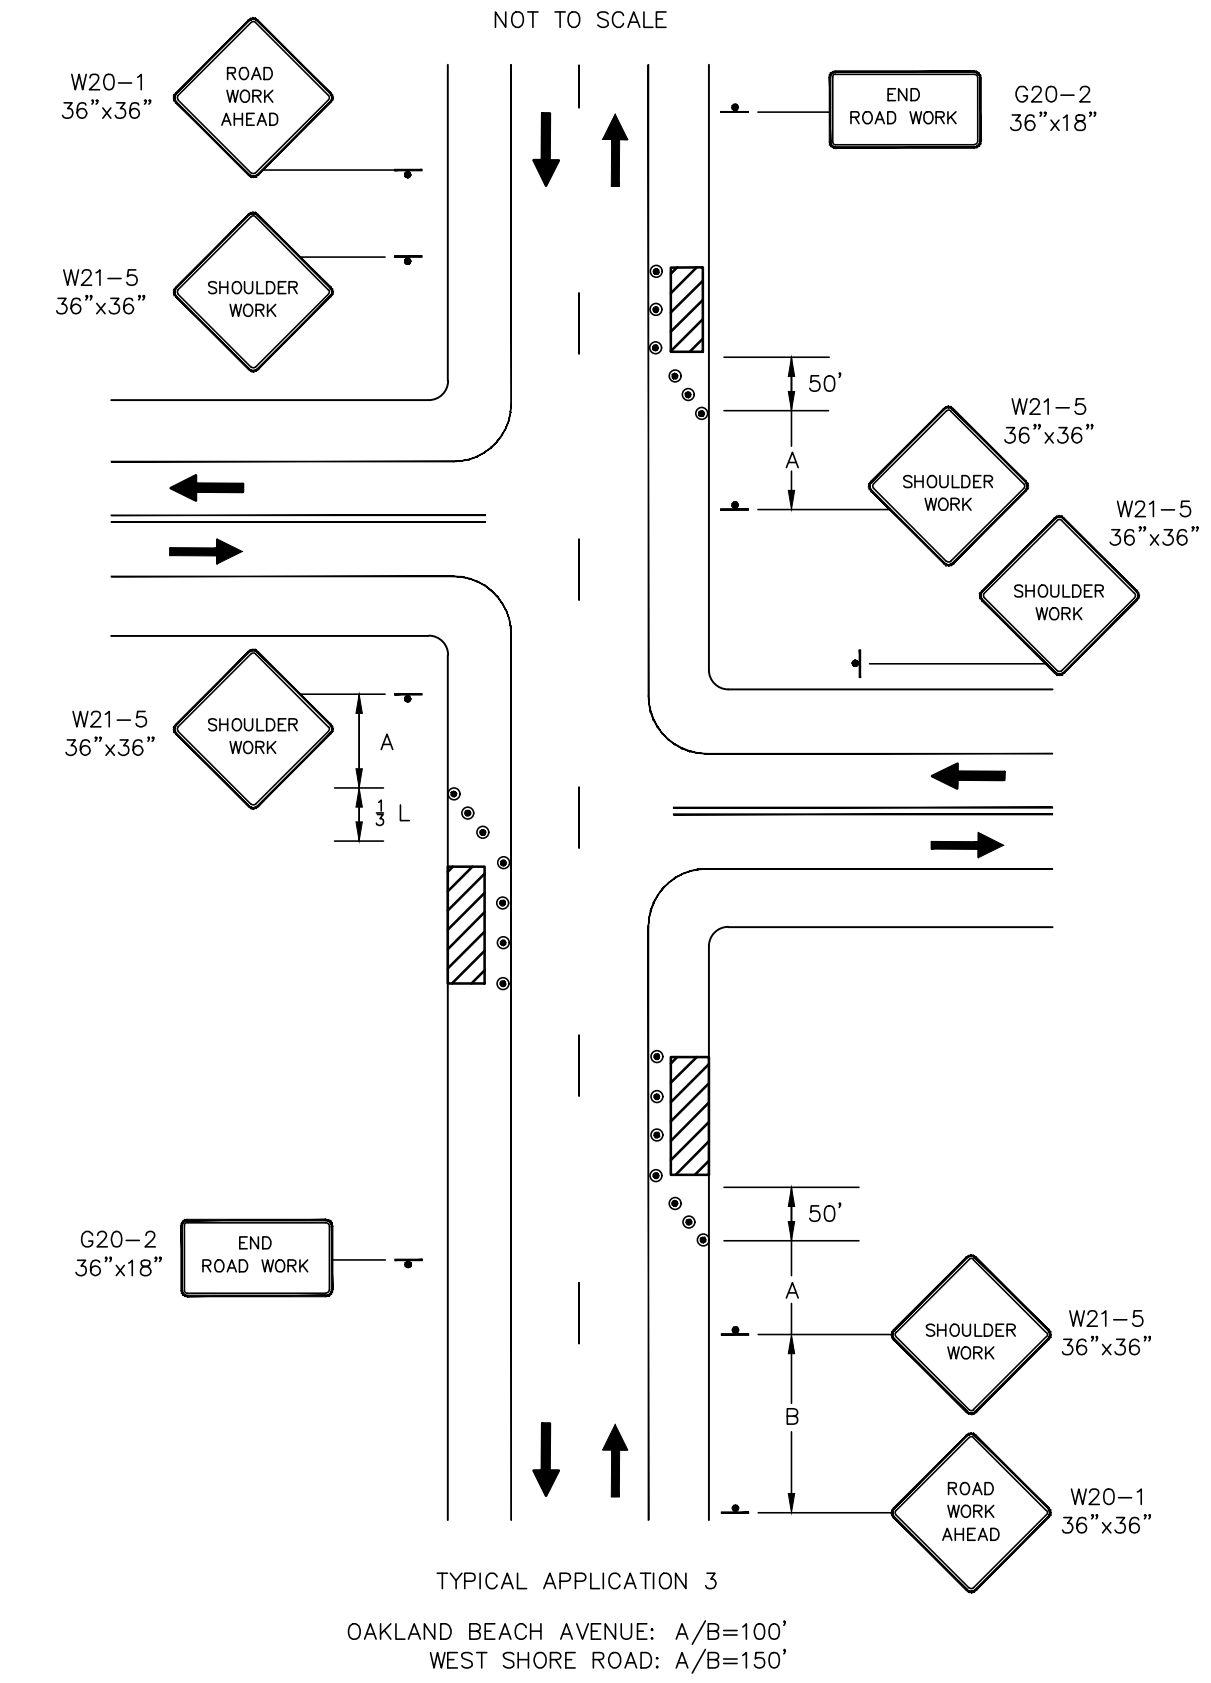 NOT TO SCALE
W20-1
36"x36"
ROAD
WORK
AHEAD
END
ROAD WORK
G20-2
36"x18"
W21-5
36"x36"
SHOULDER
WORK
50'
A
W21-5
36"x36"
SHOULDER
WORK
W21-5
36"x36"
SHOULDER
WORK
W21-5
36"x36"
SHOULDER
WORK
A
1/3 L
50'
A
B
G20-2
36"x18"
END
ROAD WORK
SHOULDER
WORK
W21-5
36"x36"
ROAD
WORK
AHEAD
W20-1
36"x36"
TYPICAL APPLICATION 3
OAKLAND BEACH AVENUE: A/B=100'
WEST SHORE ROAD: A/B=150'